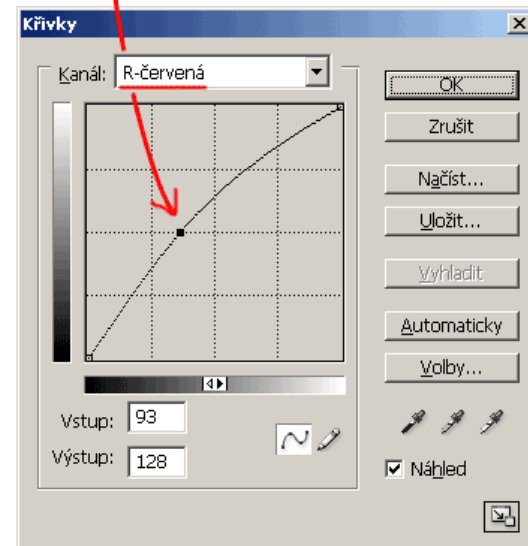 Křivky
Kanál: R-červená
OK
Zrušit
Načíst...
Uložit...
Vyhladit
Automaticky
Volby...
Vstup: 93
Výstup: 128
Náhled